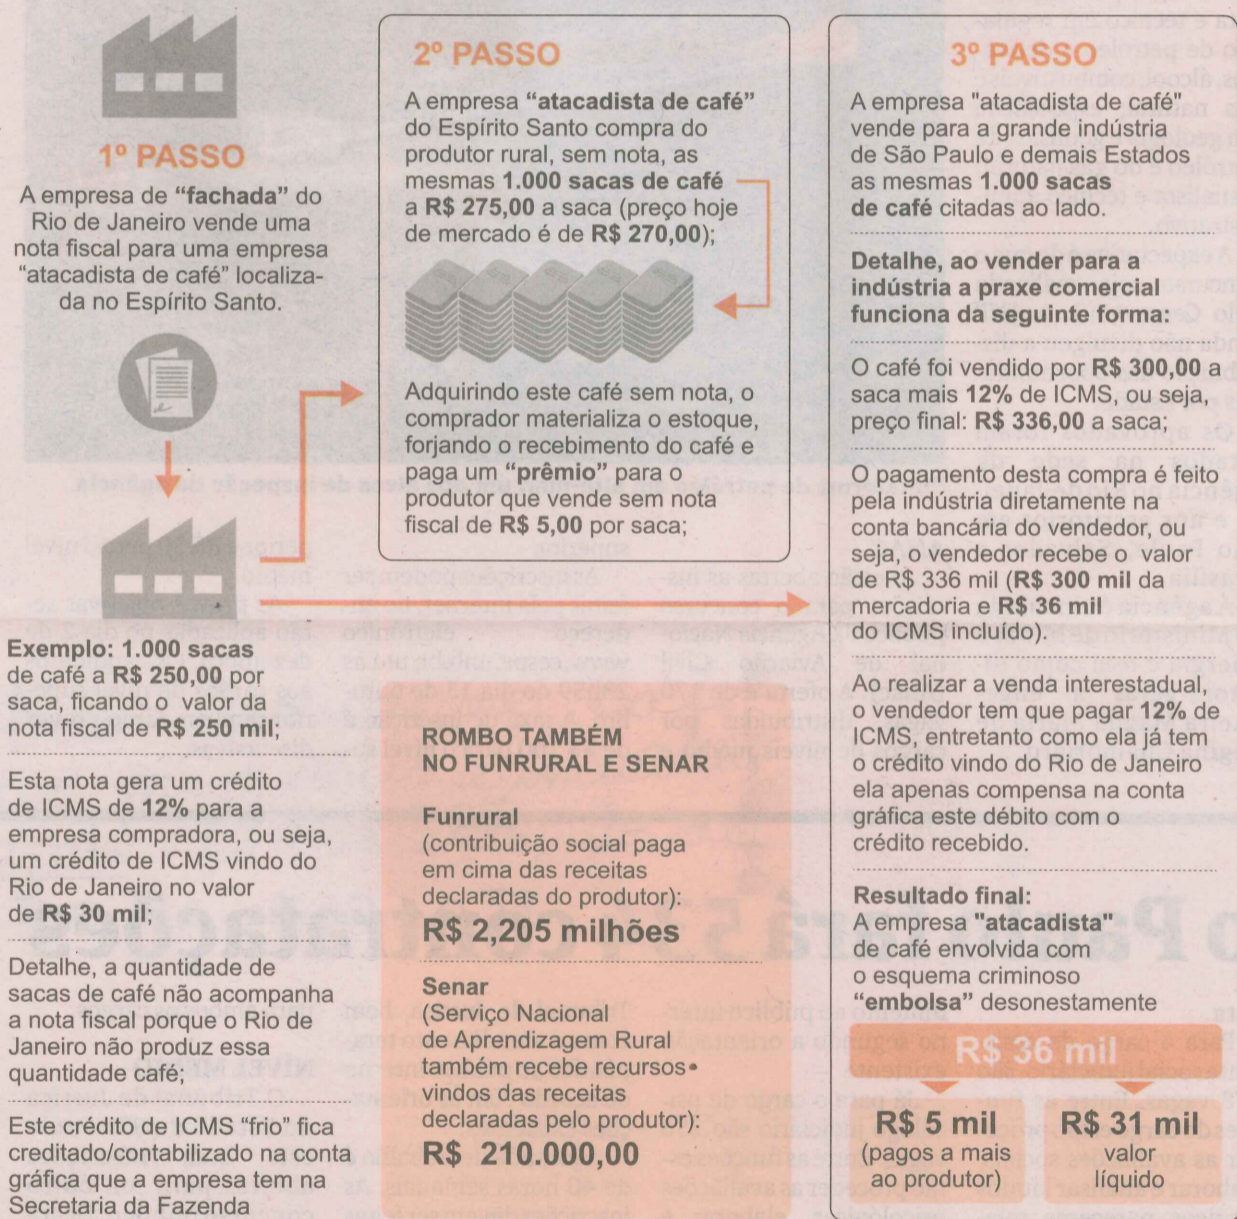 1º PASSO
A empresa de “fachada” do
Rio de Janeiro vende uma
nota fiscal para uma empresa
“atacadista de café” localiza-
da no Espírito Santo.
Exemplo: 1.000 sacas
de café a R$ 250,00 por
saca, ficando o valor da
nota fiscal de R$ 250 mil;
Esta nota gera um crédito
de ICMS de 12% para a
empresa compradora, ou seja,
um crédito de ICMS vindo do
Rio de Janeiro no valor
de R$ 30 mil;
Detalhe, a quantidade de
sacas de café não acompanha
a nota fiscal porque o Rio de
Janeiro não produz essa
quantidade café;
Este crédito de ICMS “frio” fica
creditado/contabilizado na conta
gráfica que a empresa tem na
Secretaria da Fazenda
2º PASSO
A empresa “atacadista de café”
do Espírito Santo compra do
produtor rural, sem nota, as
mesmas 1.000 sacas de café
a R$ 275,00 a saca (preço hoje
de mercado é de R$ 270,00);
Adquirindo este café sem nota, o
comprador materializa o estoque,
forjando o recebimento do café e
paga um “prêmio” para o
produtor que vende sem nota
fiscal de R$ 5,00 por saca;
ROMBO TAMBÉM
NO FUNRURAL E SENAR
Funrural
(contribuição social paga
em cima das receitas
declaradas do produtor):
R$ 2,205 milhões
Senar
(Serviço Nacional
de Aprendizagem Rural
também recebe recursos
vindos das receitas
declaradas pelo produtor):
R$ 210.000,00
3º PASSO
A empresa "atacadista de café"
vende para a grande indústria
de São Paulo e demais Estados
as mesmas 1.000 sacas
de café citadas ao lado.
Detalhe, ao vender para a
indústria a praxe comercial
funciona da seguinte forma:
O café foi vendido por R$ 300,00 a
saca mais 12% de ICMS, ou seja,
preço final: R$ 336,00 a saca;
O pagamento desta compra é feito
pela indústria diretamente na
conta bancária do vendedor, ou
seja, o vendedor recebe o valor
de R$ 336 mil (R$ 300 mil da
mercadoria e R$ 36 mil
do ICMS incluído).
Ao realizar a venda interestadual,
o vendedor tem que pagar 12% de
ICMS, entretanto como ela já tem
o crédito vindo do Rio de Janeiro
ela apenas compensa na conta
gráfica este débito com o
crédito recebido.
Resultado final:
A empresa "atacadista"
de café envolvida com
o esquema criminoso
“embolsa” desonestamente
R$ 36 mil
R$ 5 mil
(pagos a mais
ao produtor)
R$ 31 mil
valor
líquido